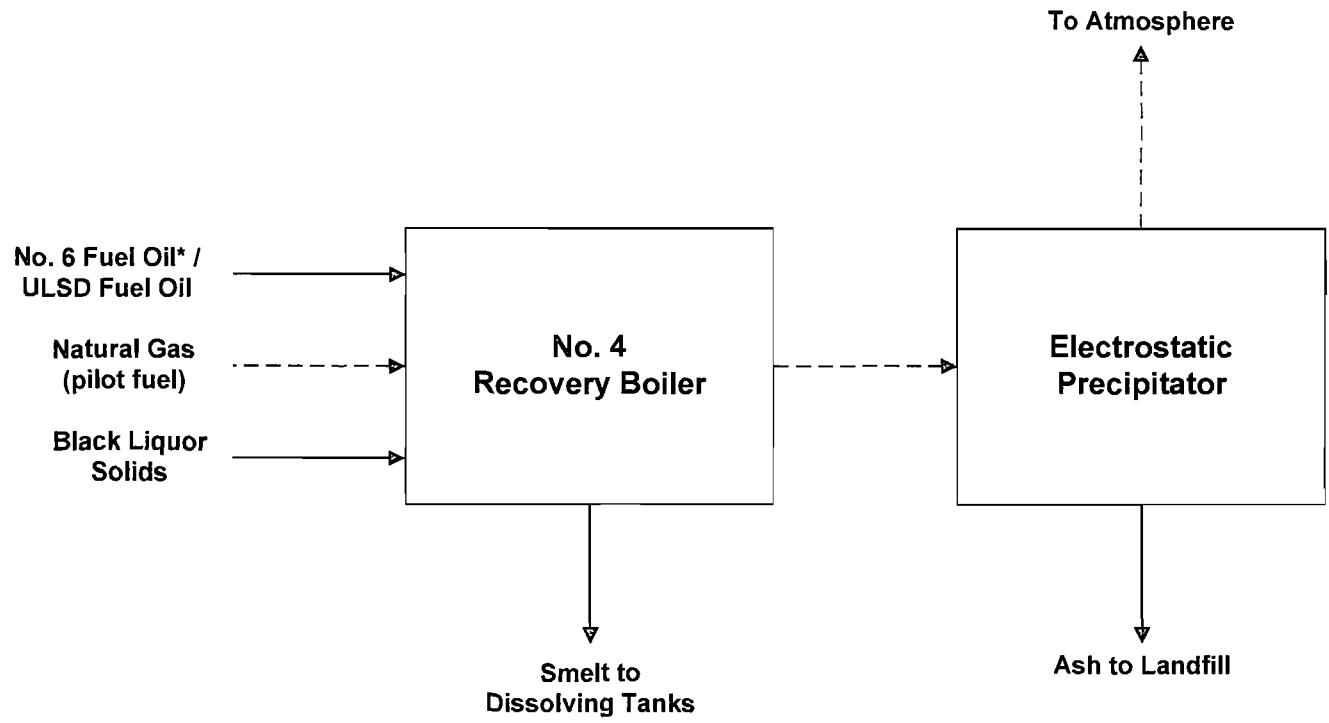 To Atmosphere
No. 6 Fuel Oil* /
ULSD Fuel Oil
Natural Gas
(pilot fuel)
Black Liquor
Solids
No. 4
Recovery Boiler
Electrostatic
Precipitator
Smelt to
Dissolving Tanks
Ash to Landfill